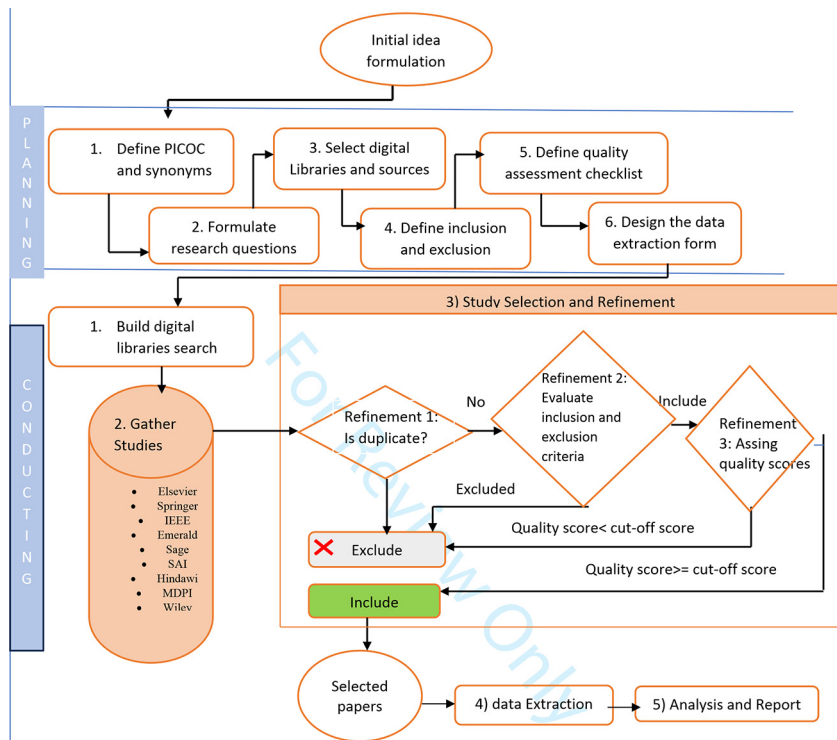 Initial idea
formulation
PLANNING
1. Define PICOC
and synonyms
2. Formulate
research questions
3. Select digital
Libraries and sources
4. Define inclusion
and exclusion
5. Define quality
assessment checklist
6. Design the data
extraction form
CONDUCTING
1. Build digital
libraries search
2. Gather
Studies
• Elsevier
• Springer
• IEEE
• Emerald
• Sage
• SAI
• Hindawi
• MDPI
• Wiley
3) Study Selection and Refinement
Refinement 1:
Is duplicate?
No
Refinement 2:
Evaluate
inclusion and
exclusion
criteria
Include
Refinement
3: Assing
quality scores
Excluded
Quality score< cut-off score
Exclude
Quality score>= cut-off score
Include
Selected
papers
4) data Extraction
5) Analysis and Report
For Review Only